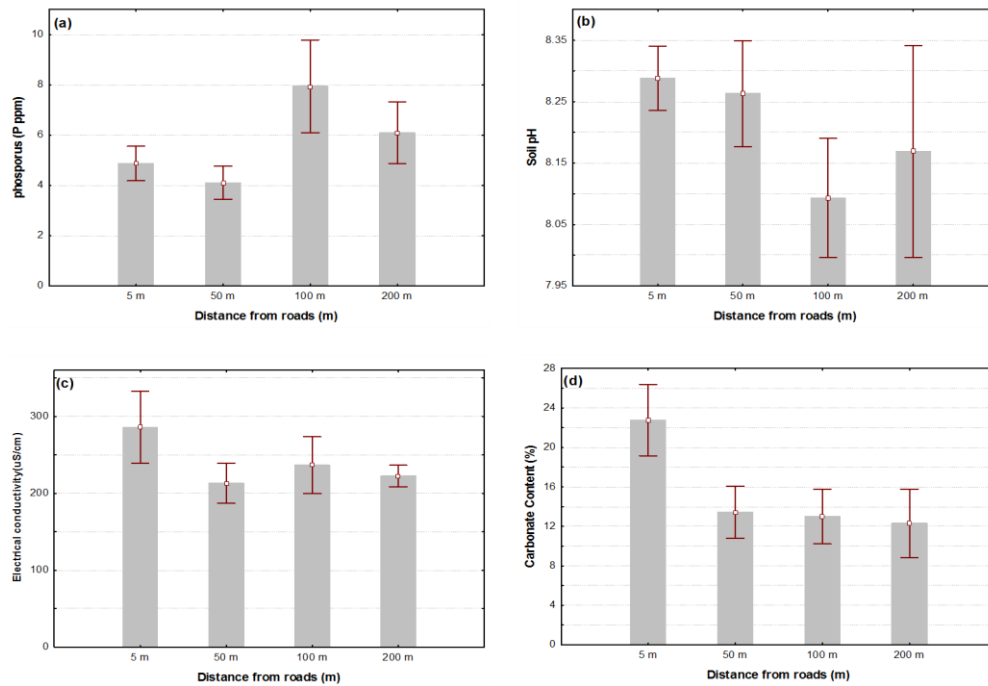 (a)
phosporus (P ppm)
10
8
6
4
2
0
5 m 50 m 100 m 200 m
Distance from roads (m)
(b)
Soil pH
8.35
8.25
8.15
8.05
7.95
5 m 50 m 100 m 200 m
Distance from roads (m)
(c)
Electrical conductivity(uS/cm)
300
200
100
0
5 m 50 m 100 m 200 m
Distance from roads (m)
(d)
Carbonate Content (%)
28
24
20
16
12
8
4
0
5 m 50 m 100 m 200 m
Distance from roads (m)